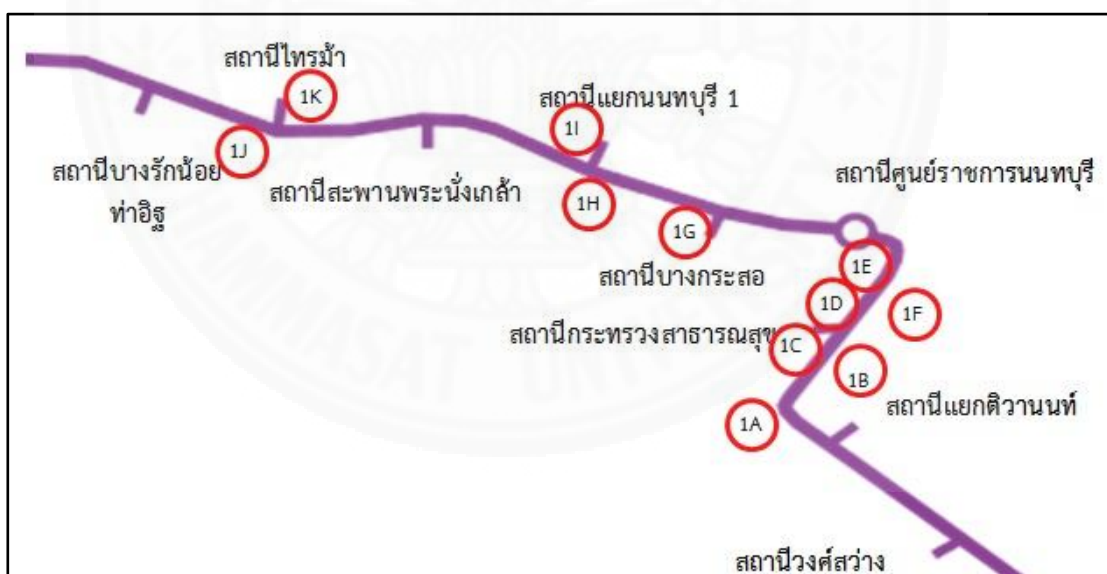 สถานีไทรม้า
1K
สถานีแยกนนทบุรี 1
1I
1J
สถานีบางรักน้อย
ท่าอิฐ
สถานีสะพานพระนั่งเกล้า
สถานีศูนย์ราชการนนทบุรี
1H
1G
สถานีบางกระสอ
1E
1D
1F
สถานีกระทรวงสาธารณสุข
1C
1B
สถานีแยกติวานนท์
1A
สถานีวงศ์สว่าง